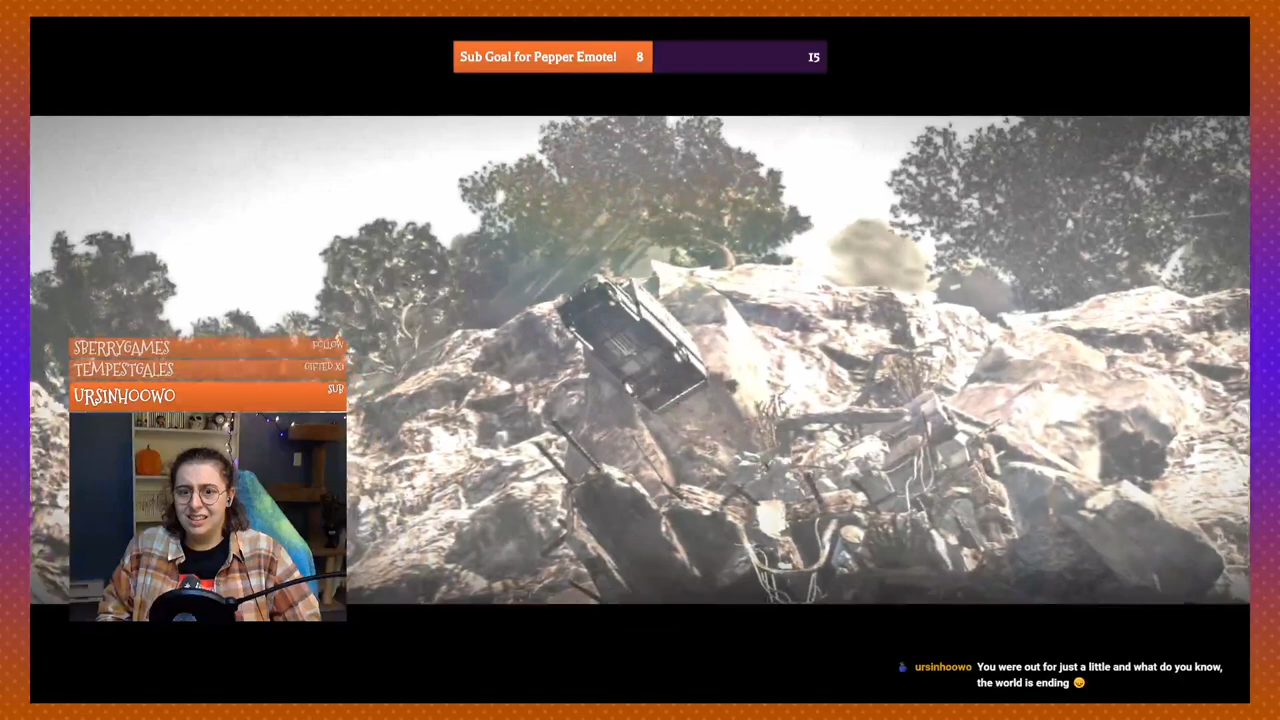 Sub Goal for Pepper Emote! 8 15
SBERRYGAMES FOLLOW
TEMPESTGALES GIFTED X1
URSINHOOWO SUB
ursinhoowo You were out for just a little and what do you know,
the world is ending